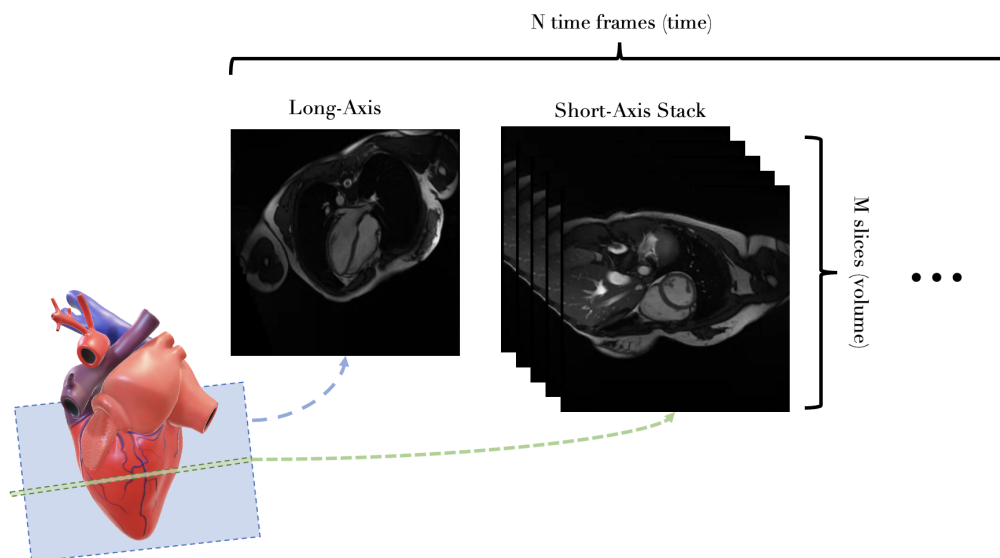 N time frames (time)
Long-Axis
Short-Axis Stack
M slices (volume)